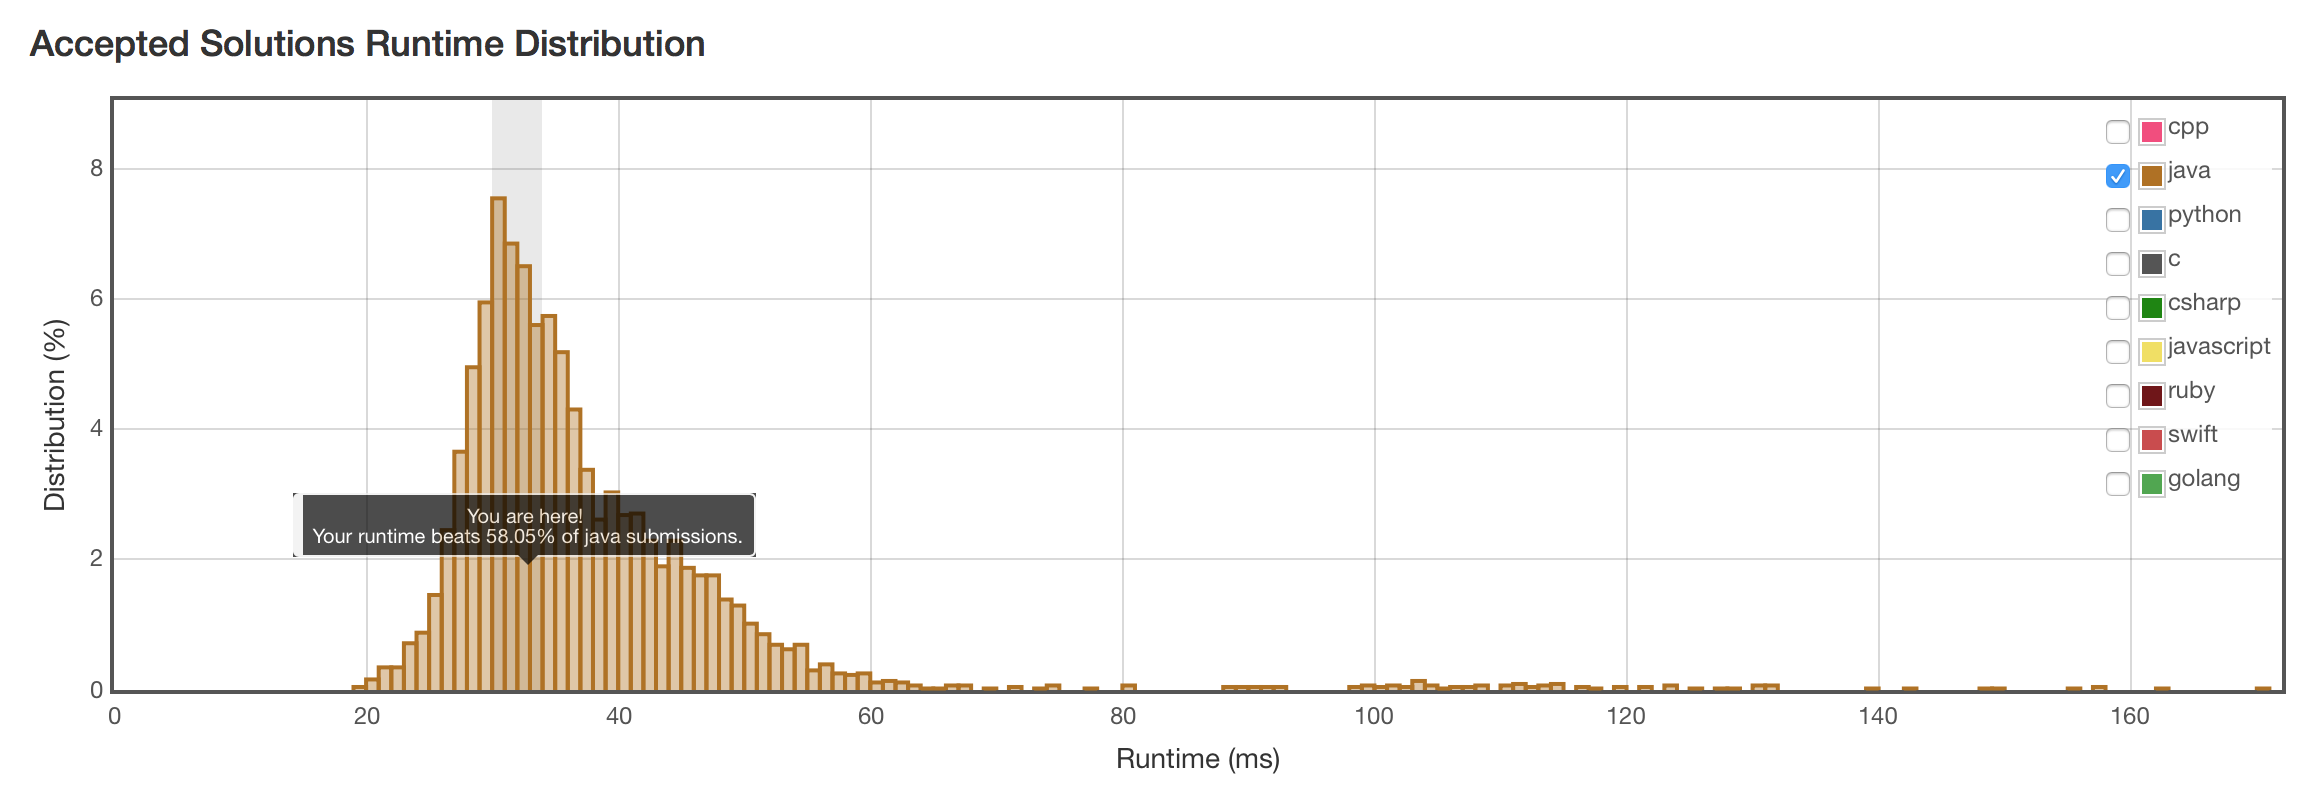 Accepted Solutions Runtime Distribution
cpp
java
python
c
csharp
javascript
ruby
swift
golang
8
6
4
2
0
Distribution (%)
You are here!
Your runtime beats 58.05% of java submissions.
0 20 40 60 80 100 120 140 160
Runtime (ms)